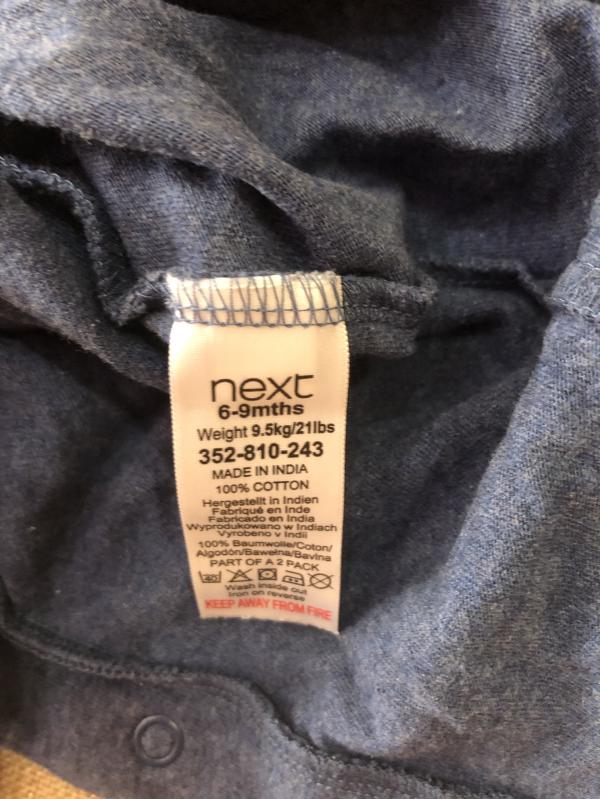 next
6-9mths
Weight 9.5kg/21lbs
352-810-243
MADE IN INDIA
100% COTTON
Hergestellt in Indien
Fabriqué en Inde
Fabricado en India
Wyprodukowano w Indiach
Vyrobeno v Indii
100% Baumwolle/Coton/
Algodón/Bawełna/Bavlna
PART OF A 2 PACK
40
Wash inside out
Iron on reverse
KEEP AWAY FROM FIRE